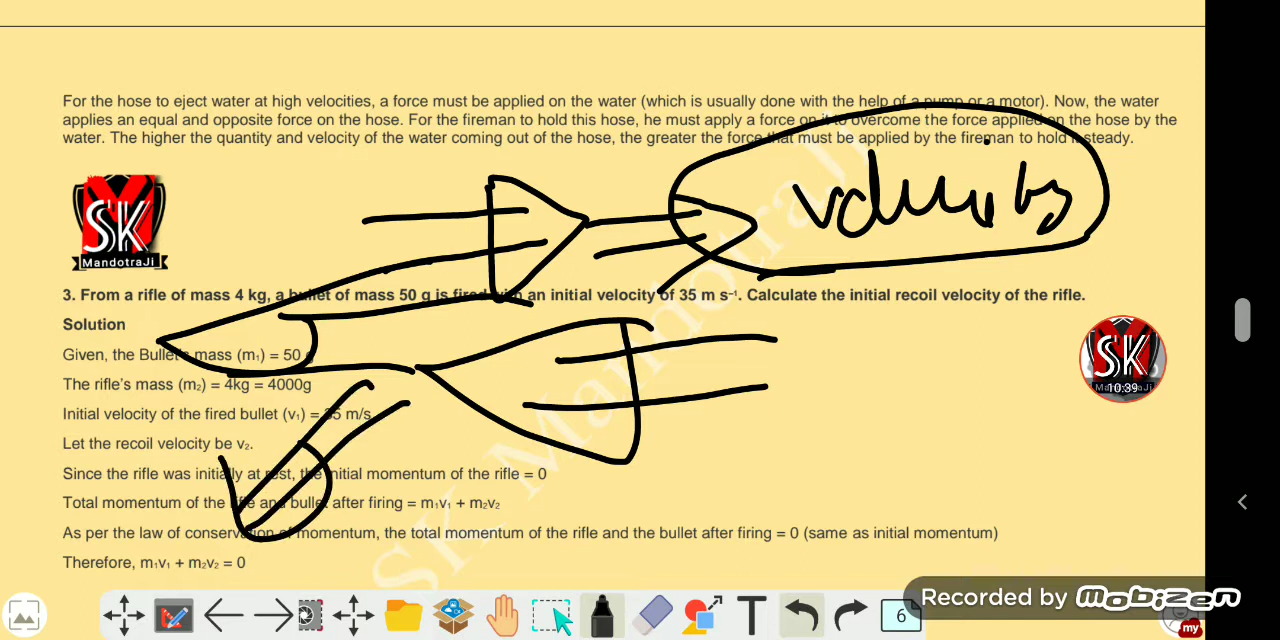 For the hose to eject water at high velocities, a force must be applied on the water (which is usually done with the help of a pump or a motor). Now, the water
applies an equal and opposite force on the hose. For the fireman to hold this hose, he must apply a force on it to overcome the force applied on the hose by the
water. The higher the quantity and velocity of the water coming out of the hose, the greater the force that must be applied by the fireman to hold it steady.
SK
MandotraJi
3. From a rifle of mass 4 kg, a bullet of mass 50 g is fired with an initial velocity of 35 m s⁻¹. Calculate the initial recoil velocity of the rifle.
Solution
Given, the Bullet's mass (m₁) = 50 g
SK
MandotraJi
10:39
The rifle's mass (m₂) = 4kg = 4000g
Initial velocity of the fired bullet (v₁) = 35 m/s
Let the recoil velocity be v₂.
Since the rifle was initially at rest, the initial momentum of the rifle = 0
Total momentum of the rifle and bullet after firing = m₁v₁ + m₂v₂
As per the law of conservation of momentum, the total momentum of the rifle and the bullet after firing = 0 (same as initial momentum)
Therefore, m₁v₁ + m₂v₂ = 0
SK MandotraJi
T
6
Recorded by mobizen
my